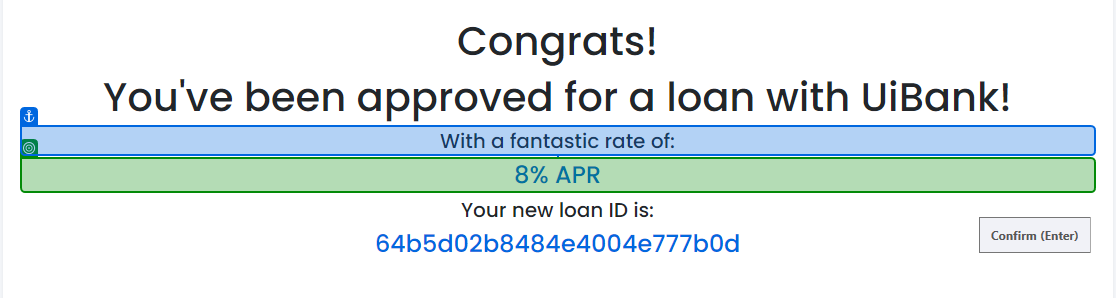 Congrats!
You've been approved for a loan with UiBank!
With a fantastic rate of:
8% APR
Your new loan ID is:
64b5d02b8484e4004e777b0d
Confirm (Enter)